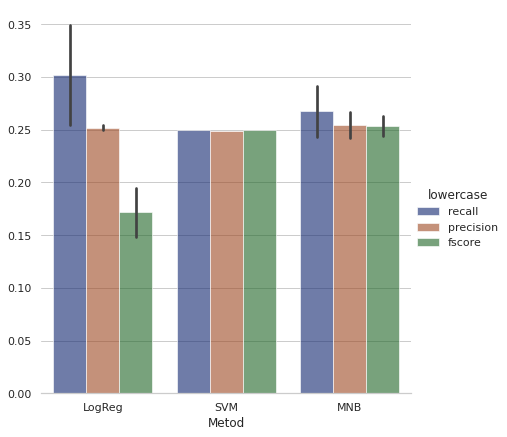 0.35
0.30
0.25
0.20
0.15
0.10
0.05
0.00
LogReg
SVM
MNB
Metod
lowercase
recall
precision
fscore